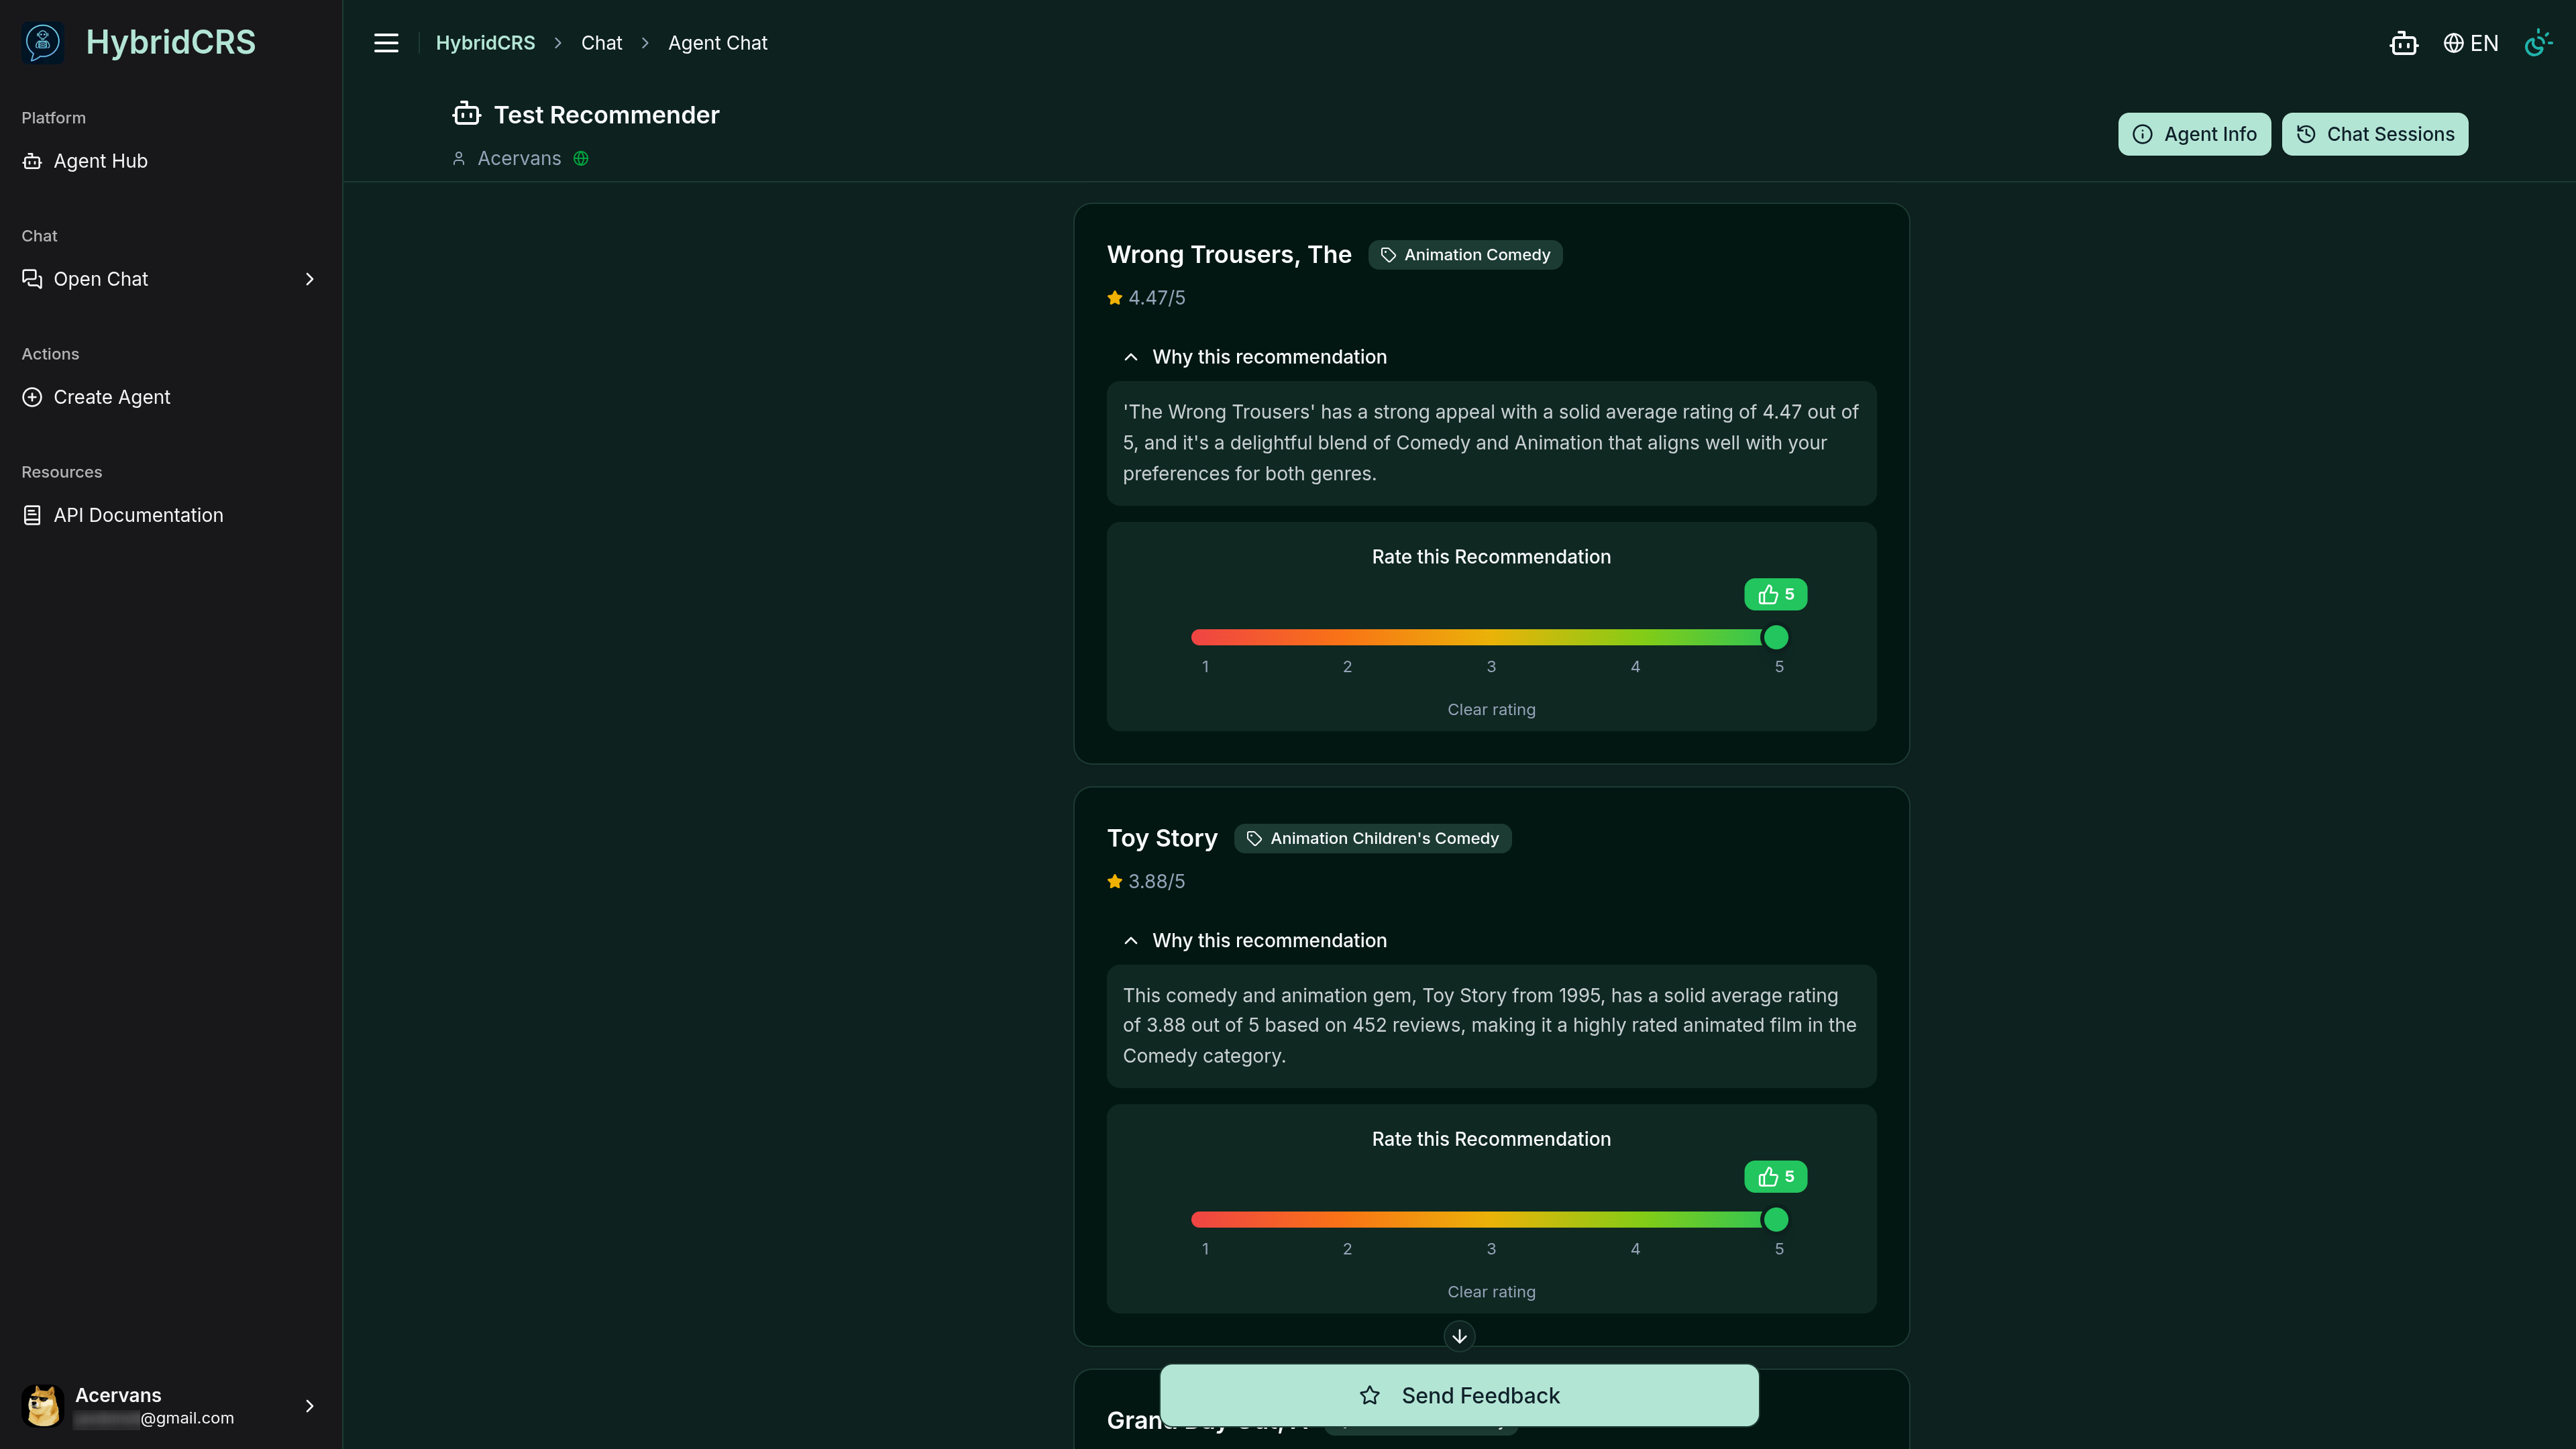 HybridCRS
Platform
Agent Hub
Chat
Open Chat
Actions
Create Agent
Resources
API Documentation
Acervans
@gmail.com
HybridCRS > Chat > Agent Chat
EN
Test Recommender
Acervans
Agent Info
Chat Sessions
Wrong Trousers, The
Animation Comedy
4.47/5
Why this recommendation
'The Wrong Trousers' has a strong appeal with a solid average rating of 4.47 out of
5, and it's a delightful blend of Comedy and Animation that aligns well with your
preferences for both genres.
Rate this Recommendation
5
1 2 3 4 5
Clear rating
Toy Story
Animation Children's Comedy
3.88/5
Why this recommendation
This comedy and animation gem, Toy Story from 1995, has a solid average rating
of 3.88 out of 5 based on 452 reviews, making it a highly rated animated film in the
Comedy category.
Rate this Recommendation
5
1 2 3 4 5
Clear rating
Send Feedback